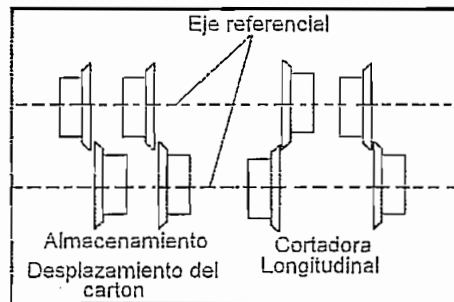 Eje referencial
Almacenamiento
Cortadora
Longitudinal
Desplazamiento del
carton